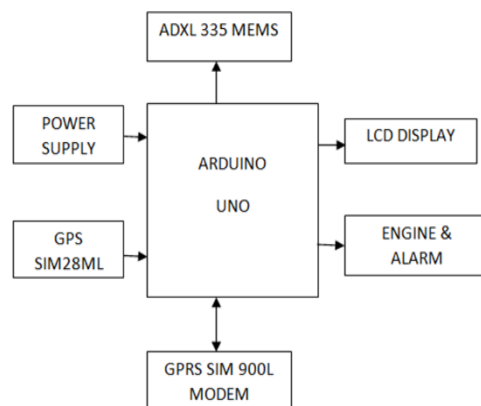 ADXL 335 MEMS
POWER
SUPPLY
ARDUINO
UNO
LCD DISPLAY
GPS
SIM28ML
ENGINE &
ALARM
GPRS SIM 900L
MODEM